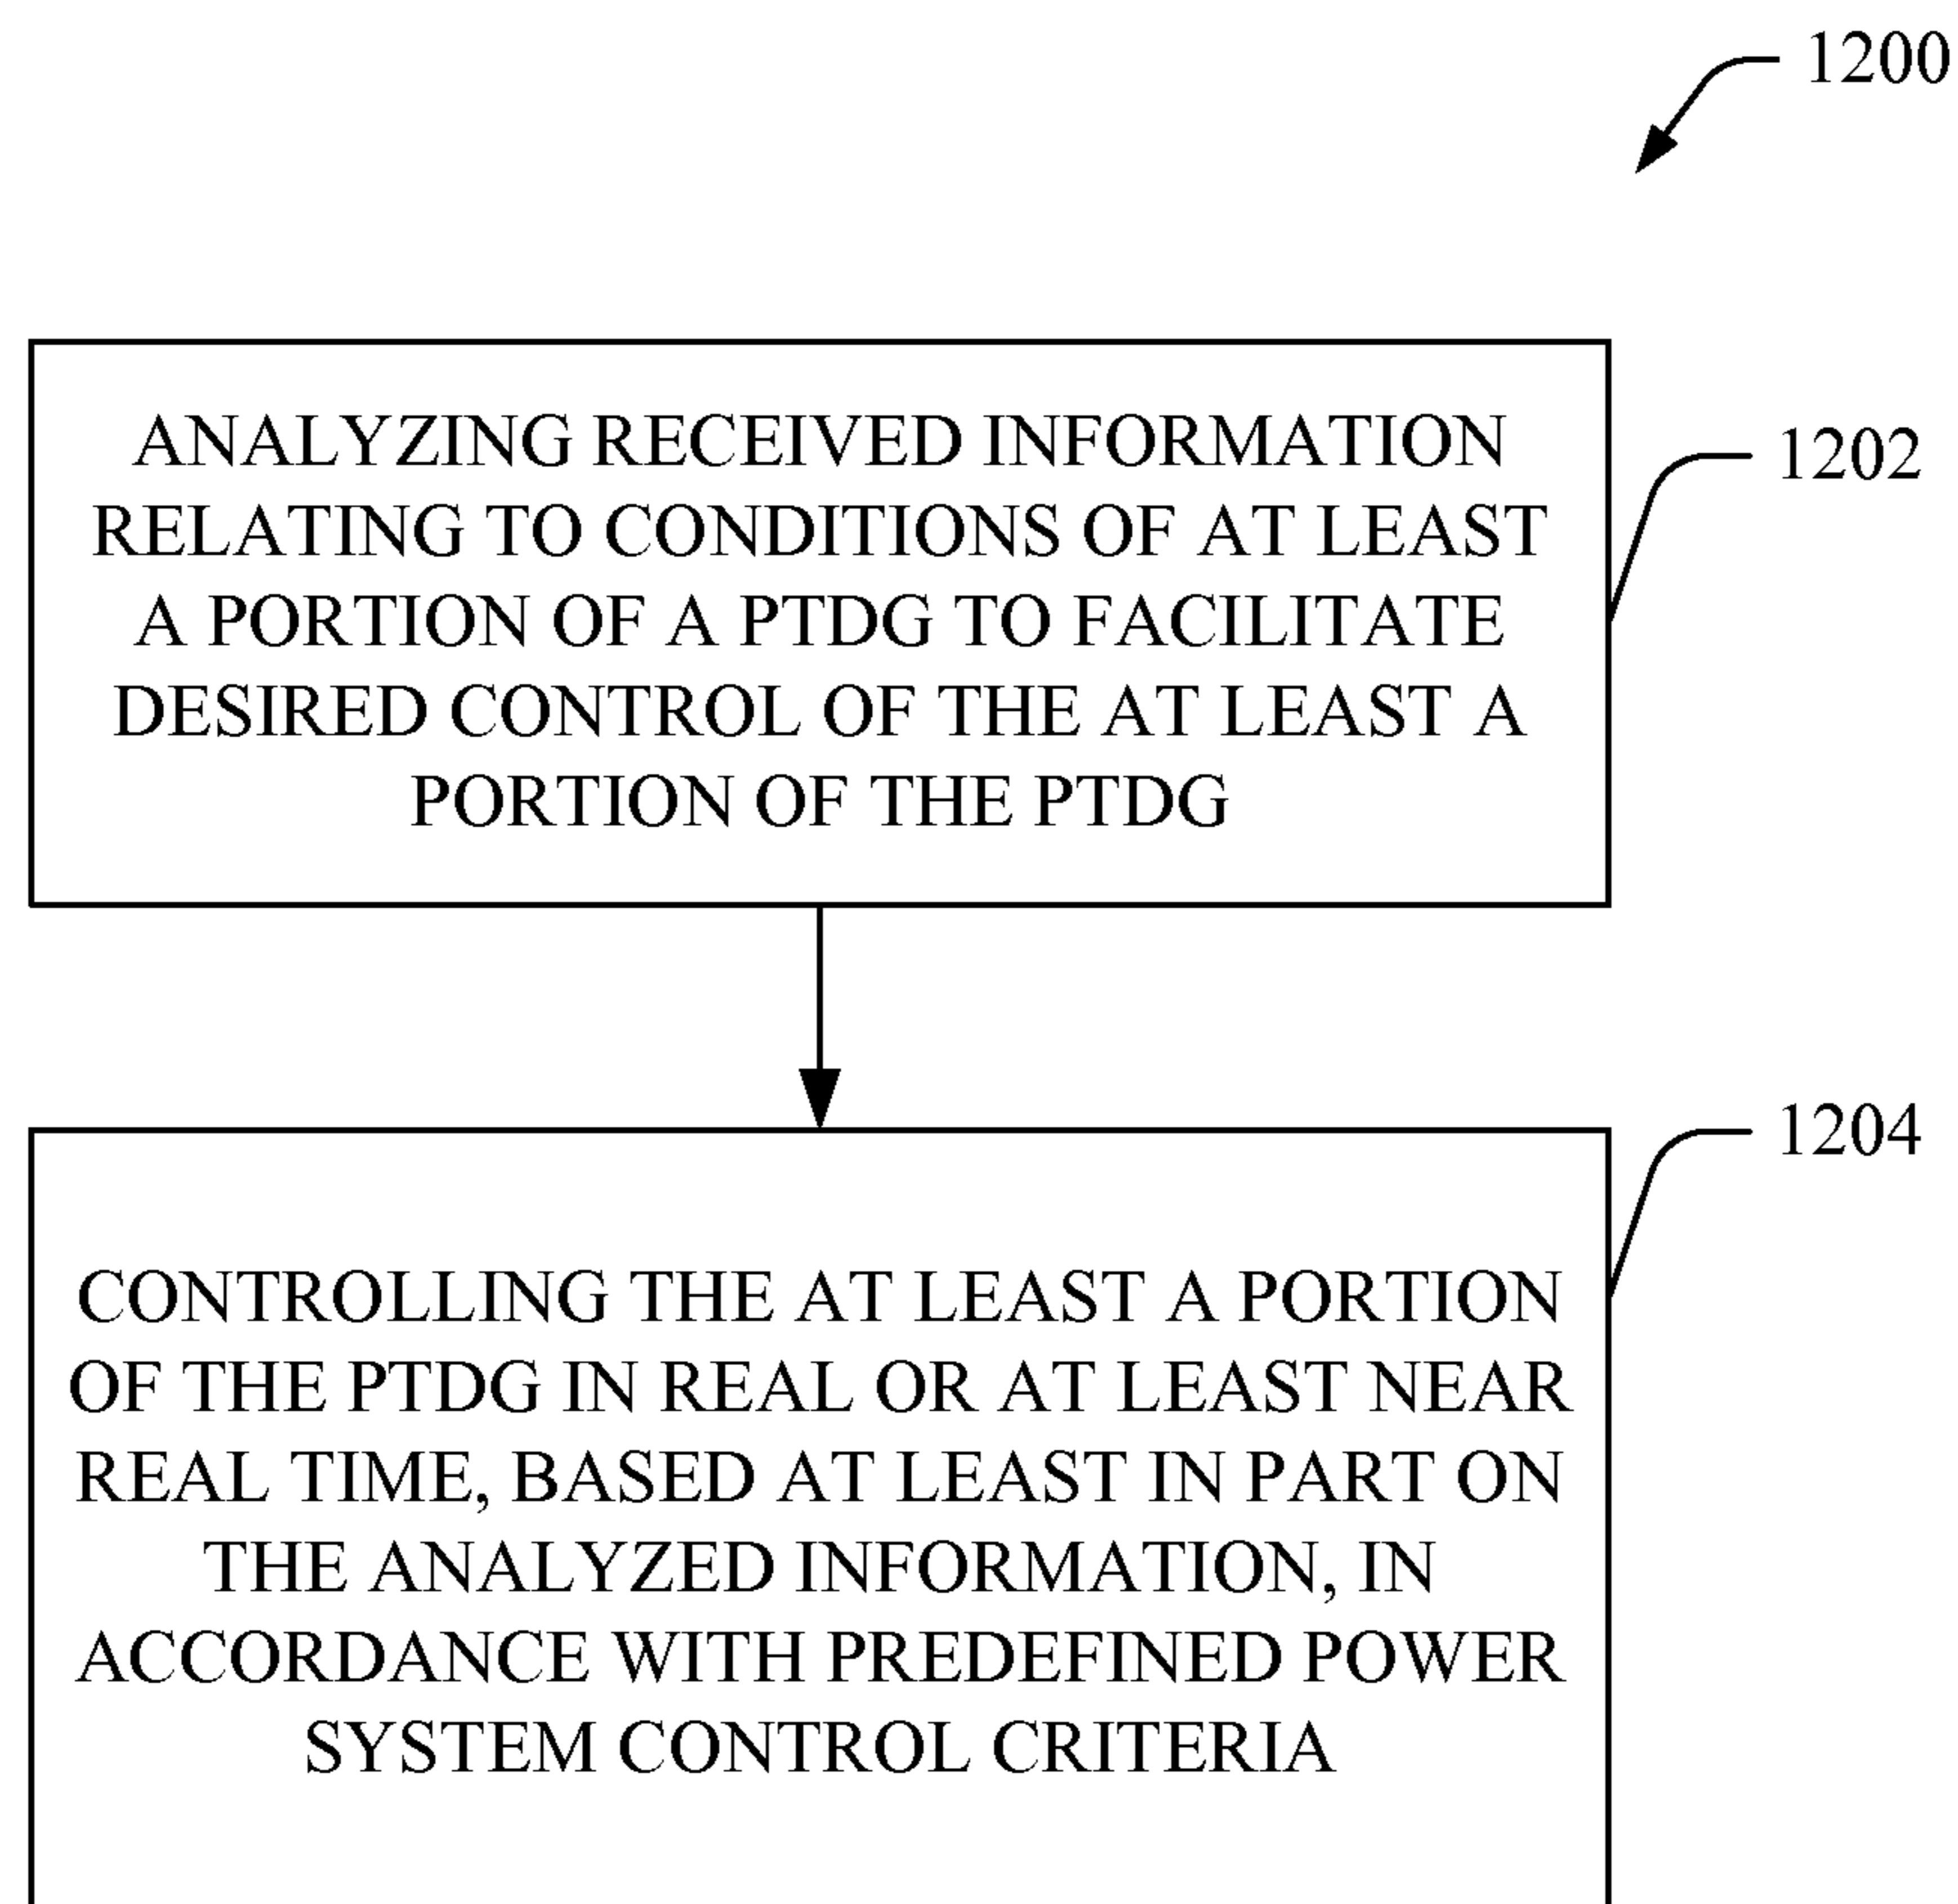 1200
ANALYZING RECEIVED INFORMATION
RELATING TO CONDITIONS OF AT LEAST
A PORTION OF A PTDG TO FACILITATE
DESIRED CONTROL OF THE AT LEAST A
PORTION OF THE PTDG
1202
1204
CONTROLLING THE AT LEAST A PORTION
OF THE PTDG IN REAL OR AT LEAST NEAR
REAL TIME, BASED AT LEAST IN PART ON
THE ANALYZED INFORMATION, IN
ACCORDANCE WITH PREDEFINED POWER
SYSTEM CONTROL CRITERIA